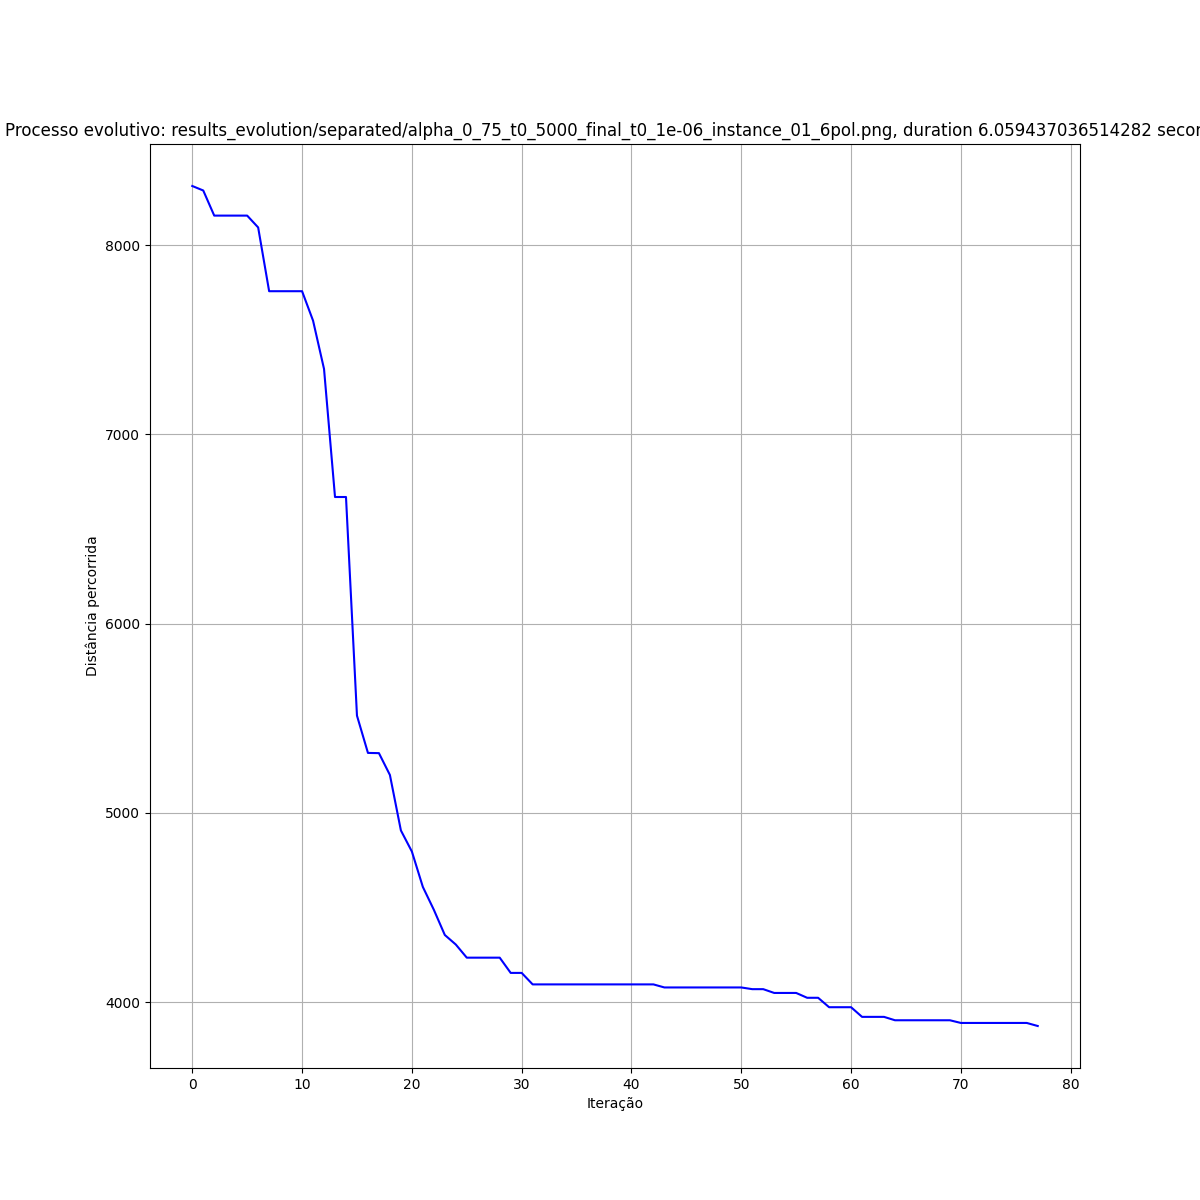 Processo evolutivo: results_evolution/separated/alpha_0_75_t0_5000_final_t0_1e-06_instance_01_6pol.png, duration 6.059437036514282
8000
7000
6000
5000
4000
Distância percorrida
0 10 20 30 40 50 60 70 80
Iteração